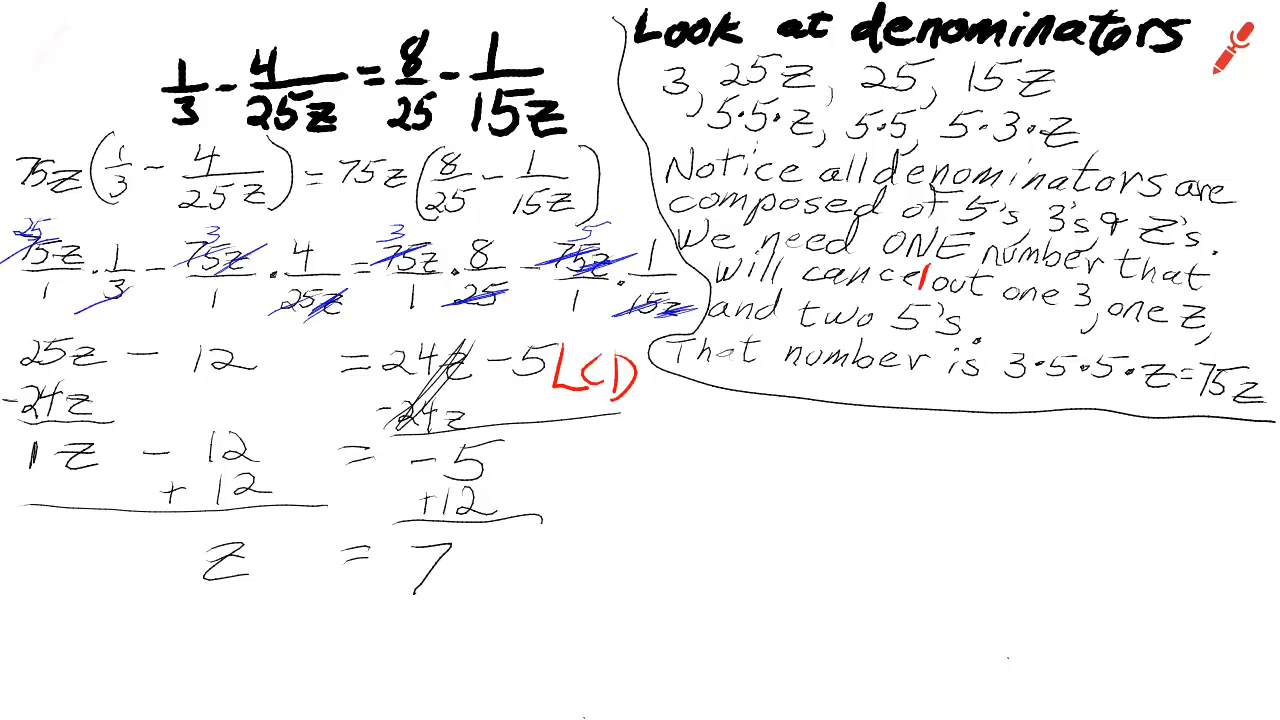 1/3 - 4/25z = 8/25 - 1/15z
75z(1/3 - 4/25z) = 75z(8/25 - 1/15z)
25 3 3 5
75z/1 · 1/3 - 75z/1 · 4/25z = 75z/1 · 8/25 - 75z/1 · 1/15z
25z - 12 = 24z - 5
-24z -24z
1z - 12 = -5
+ 12 +12
z = 7
LCD
Look at denominators
3, 25z, 25, 15z
5·5·z, 5·5, 5·3·z
Notice all denominators are
composed of 5's, 3's & z's.
We need ONE number that
will cancel out one 3, one z,
and two 5's.
That number is 3·5·5·z=75z